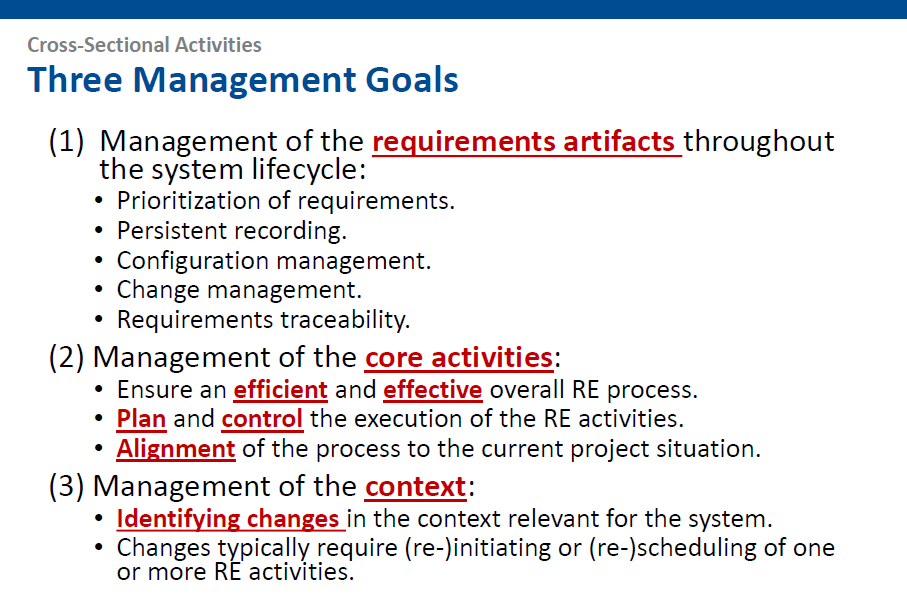 Cross-Sectional Activities
Three Management Goals
(1) Management of the requirements artifacts throughout
the system lifecycle:
• Prioritization of requirements.
• Persistent recording.
• Configuration management.
• Change management.
• Requirements traceability.
(2) Management of the core activities:
• Ensure an efficient and effective overall RE process.
• Plan and control the execution of the RE activities.
• Alignment of the process to the current project situation.
(3) Management of the context:
• Identifying changes in the context relevant for the system.
• Changes typically require (re-)initiating or (re-)scheduling of one
or more RE activities.